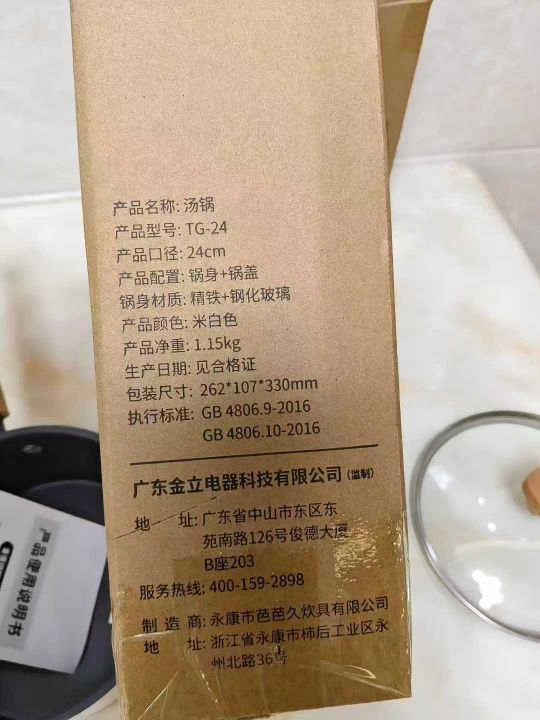 产品名称: 汤锅
产品型号: TG-24
产品口径: 24cm
产品配置: 锅身+锅盖
锅身材质: 精铁+钢化玻璃
产品颜色: 米白色
产品净重: 1.15kg
生产日期: 见合格证
包装尺寸: 262*107*330mm
执行标准: GB 4806.9-2016
GB 4806.10-2016
广东金立电器科技有限公司(监制)
地 址: 广东省中山市东区东
苑南路126号俊德大厦
B座203
服务热线: 400-159-2898
制 造 商: 永康市芭芭久炊具有限公司
地 址: 浙江省永康市柿后工业区永
州北路36号
产品使用说明书